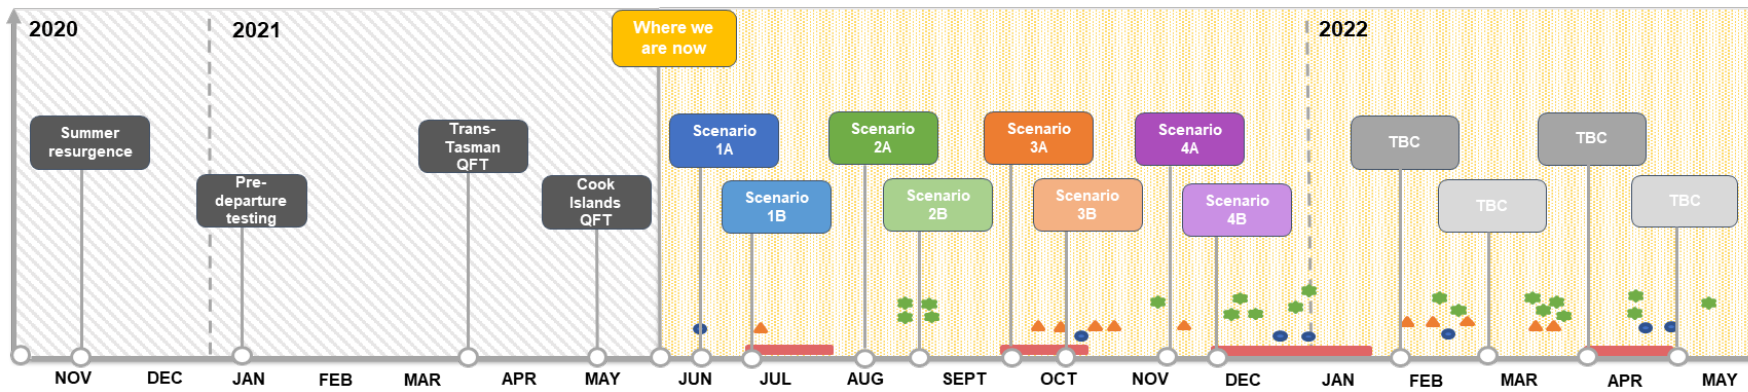 2020
2021
Where we
are now
2022
Summer
resurgence
Pre-
departure
testing
Trans-
Tasman
QFT
Cook
Islands
QFT
Scenario
1A
Scenario
1B
Scenario
2A
Scenario
2B
Scenario
3A
Scenario
3B
Scenario
4A
Scenario
4B
TBC
TBC
TBC
TBC
NOV
DEC
JAN
FEB
MAR
APR
MAY
JUN
JUL
AUG
SEPT
OCT
NOV
DEC
JAN
FEB
MAR
APR
MAY